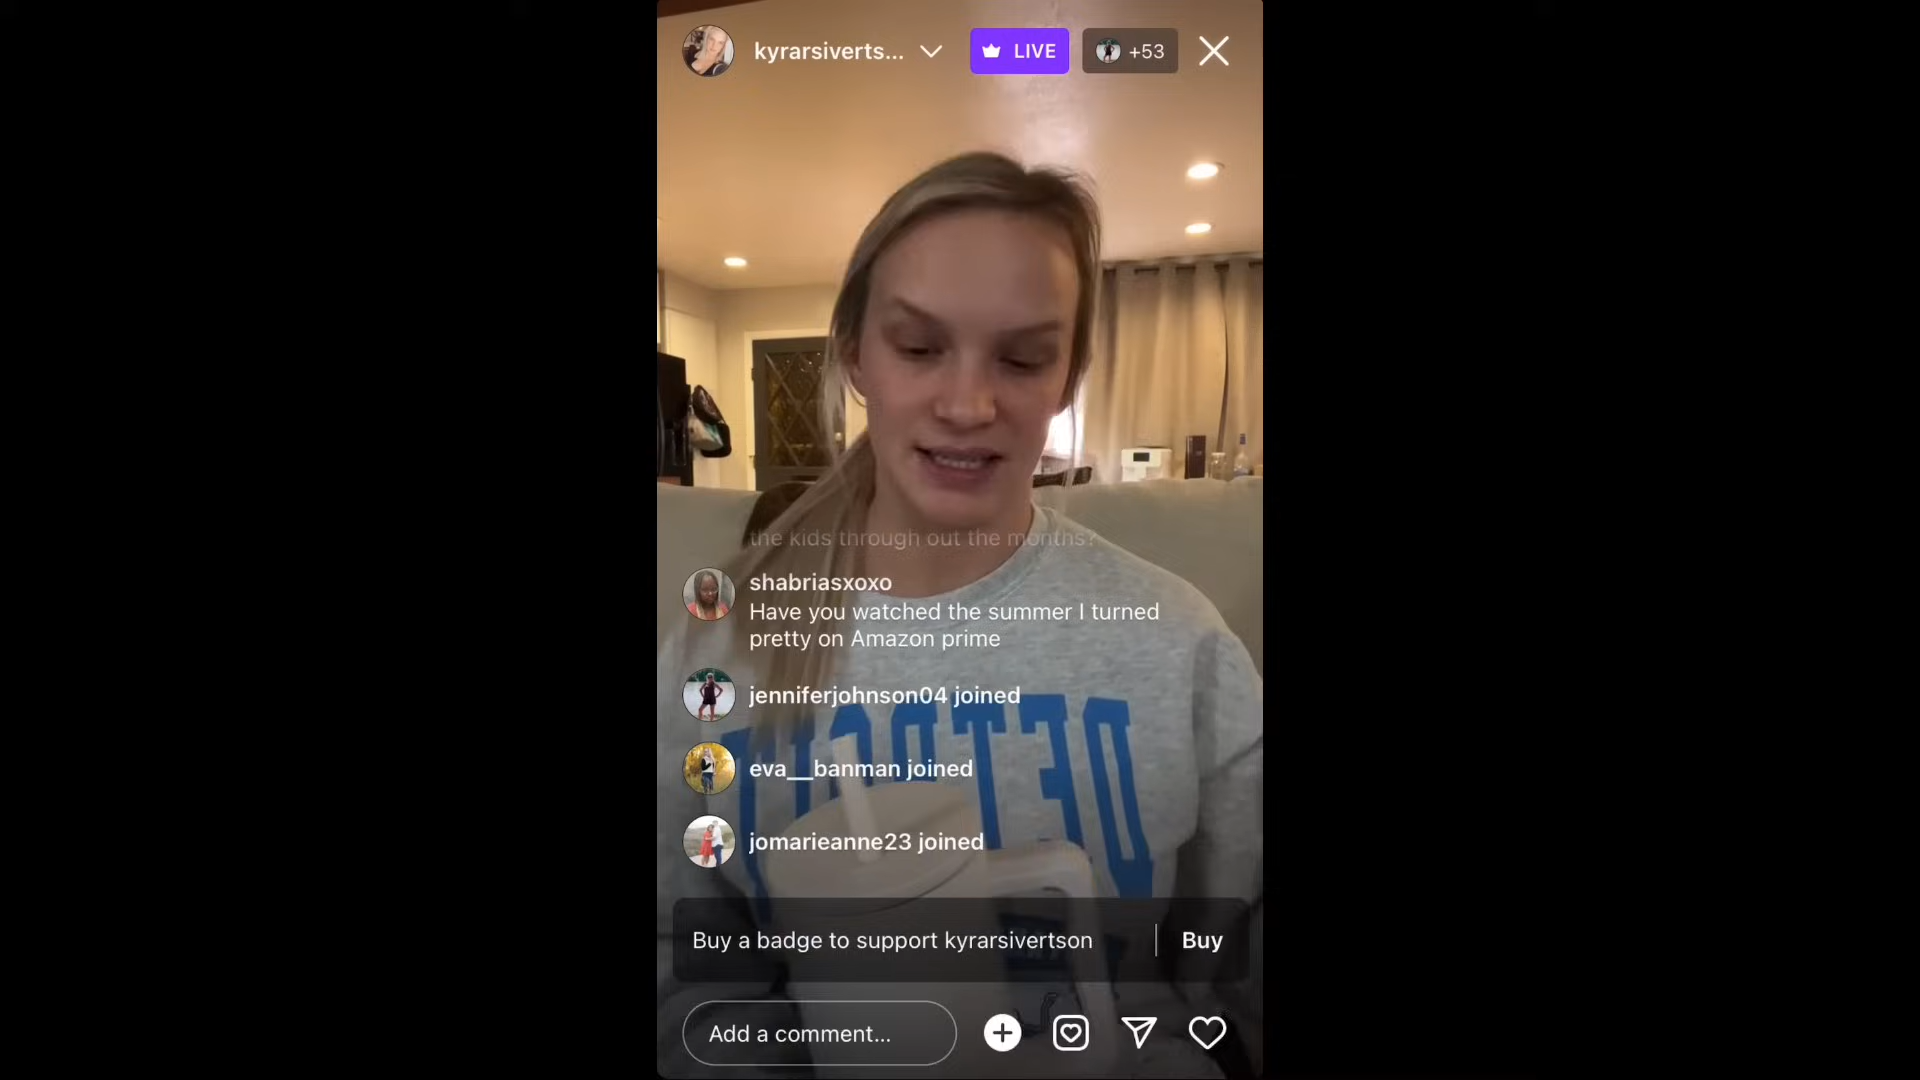 kyrarsiverts...
LIVE
+53
the kids through out the months?
shabriasxoxo
Have you watched the summer I turned
pretty on Amazon prime
jenniferjohnson04 joined
DETROIT
eva__banman joined
jomarieanne23 joined
Buy a badge to support kyrarsivertson
Buy
Add a comment...